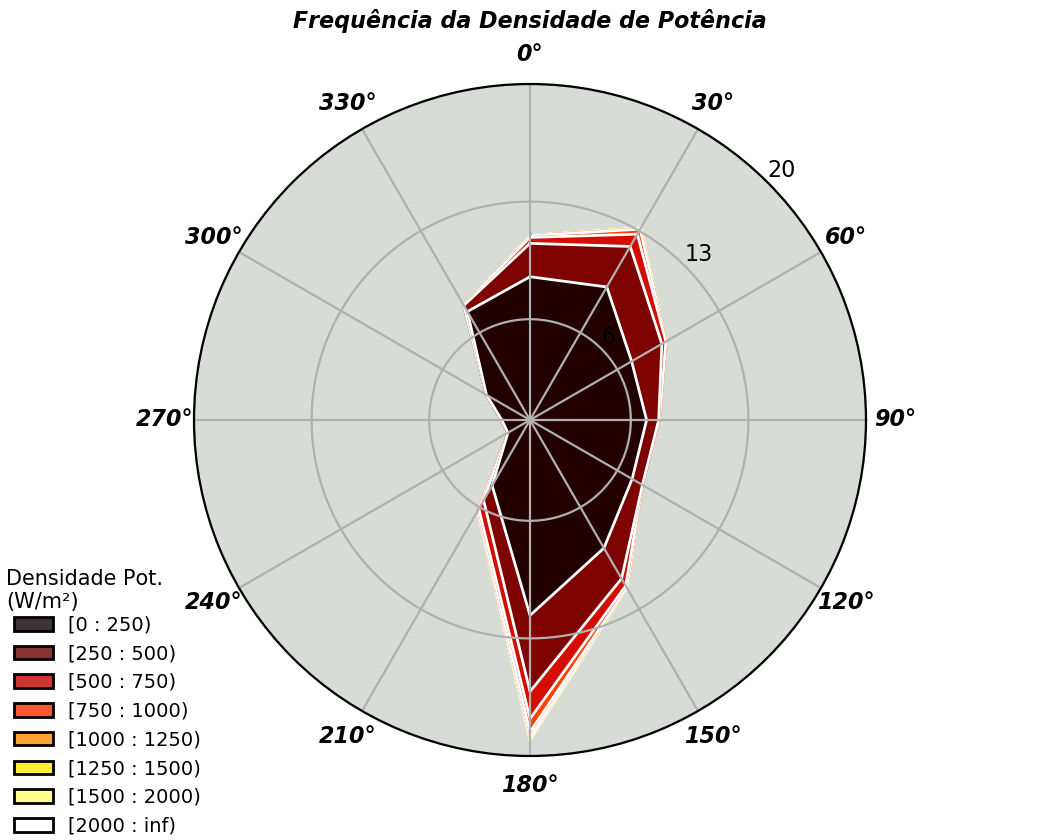 Frequência da Densidade de Potência
0°
330°
30°
20
300°
60°
13
6
270°
90°
240°
120°
210°
150°
180°
Densidade Pot.
(W/m²)
[0 : 250)
[250 : 500)
[500 : 750)
[750 : 1000)
[1000 : 1250)
[1250 : 1500)
[1500 : 2000)
[2000 : inf)